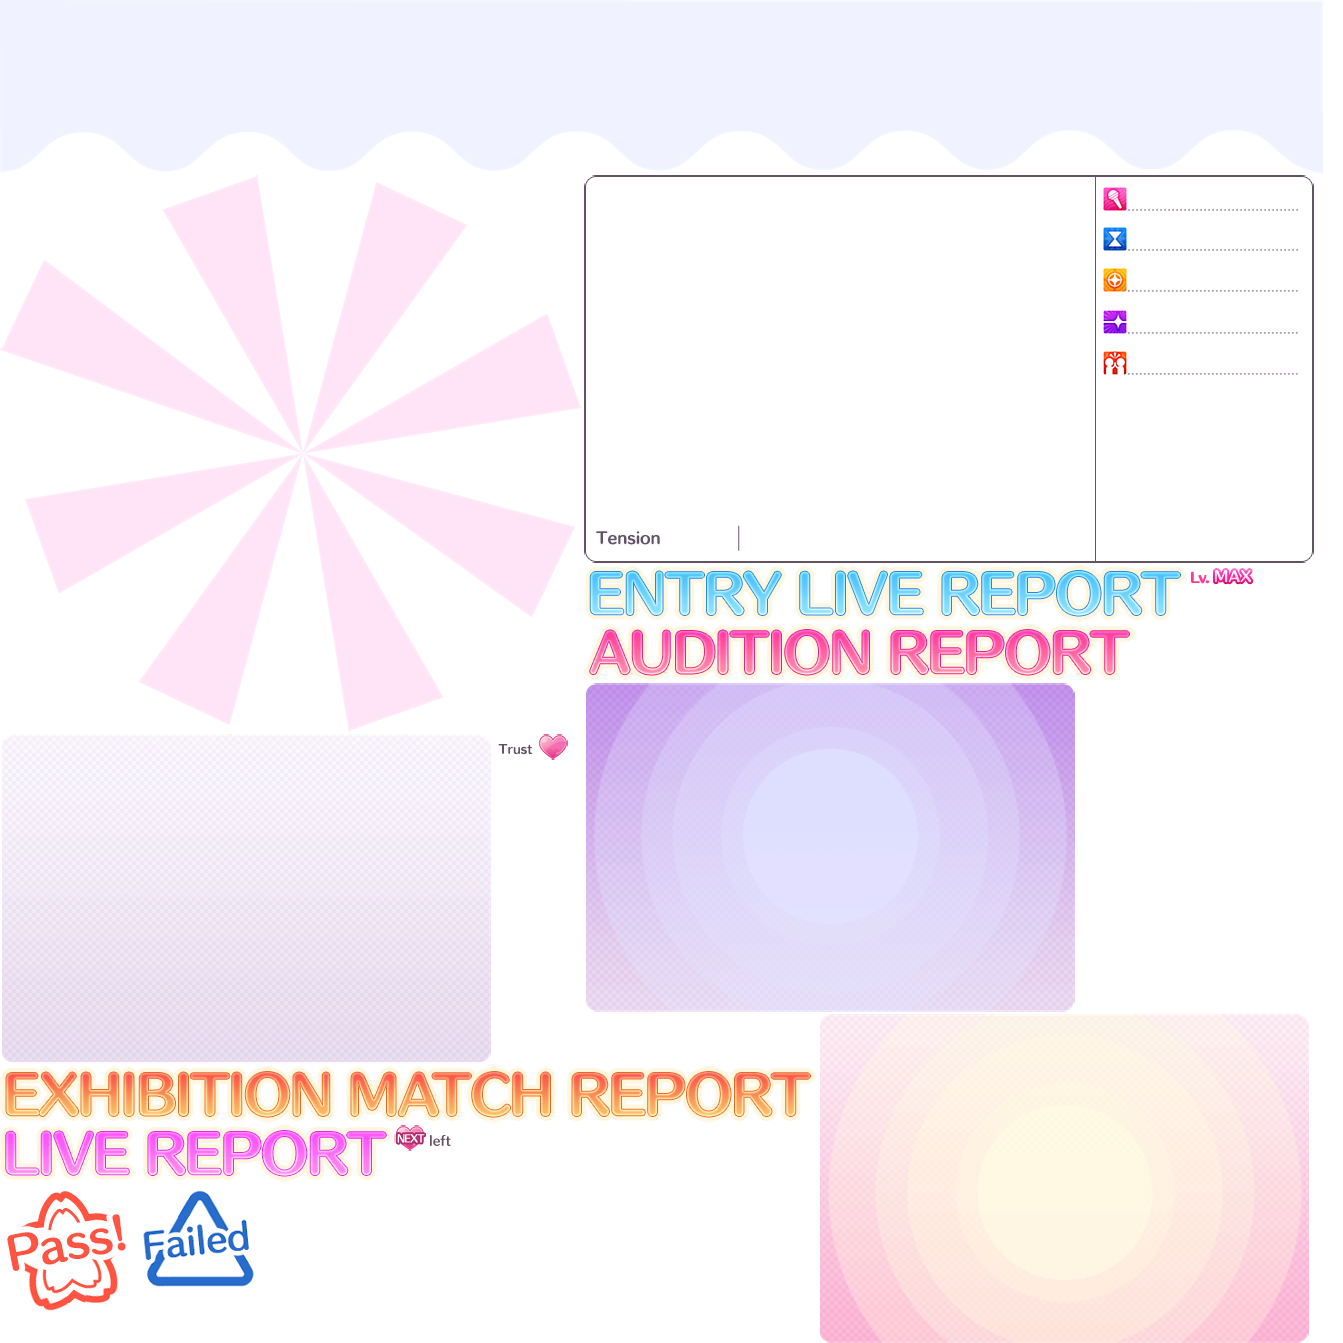 Tension
ENTRY LIVE REPORT
Lv. MAX
AUDITION REPORT
Trust
EXHIBITION MATCH REPORT
LIVE REPORT
NEXT left
Pass!
Failed